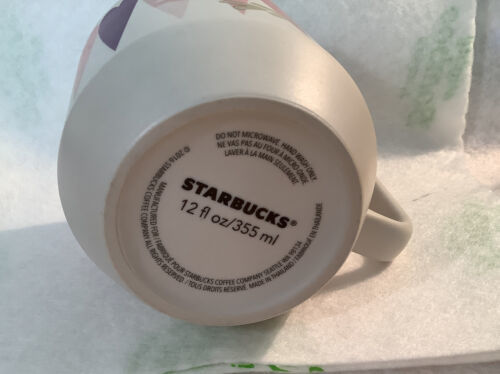 DO NOT MICROWAVE. HAND WASH ONLY.
NE VAS PAS AU FOUR À MICRO-ONDE.
LAVER À LA MAIN SEULEMENT.
STARBUCKS®
12 fl oz/355 ml
© 2016 STARBUCKS COFFEE COMPANY. ALL RIGHTS RESERVED. / TOUS DROITS RÉSERVÉ. MADE IN THAILAND / FABRIQUÉ EN THAÏLANDE
MANUFACTURED FOR / FABRIQUÉ POUR STARBUCKS COFFEE COMPANY SEATTLE WA 98134